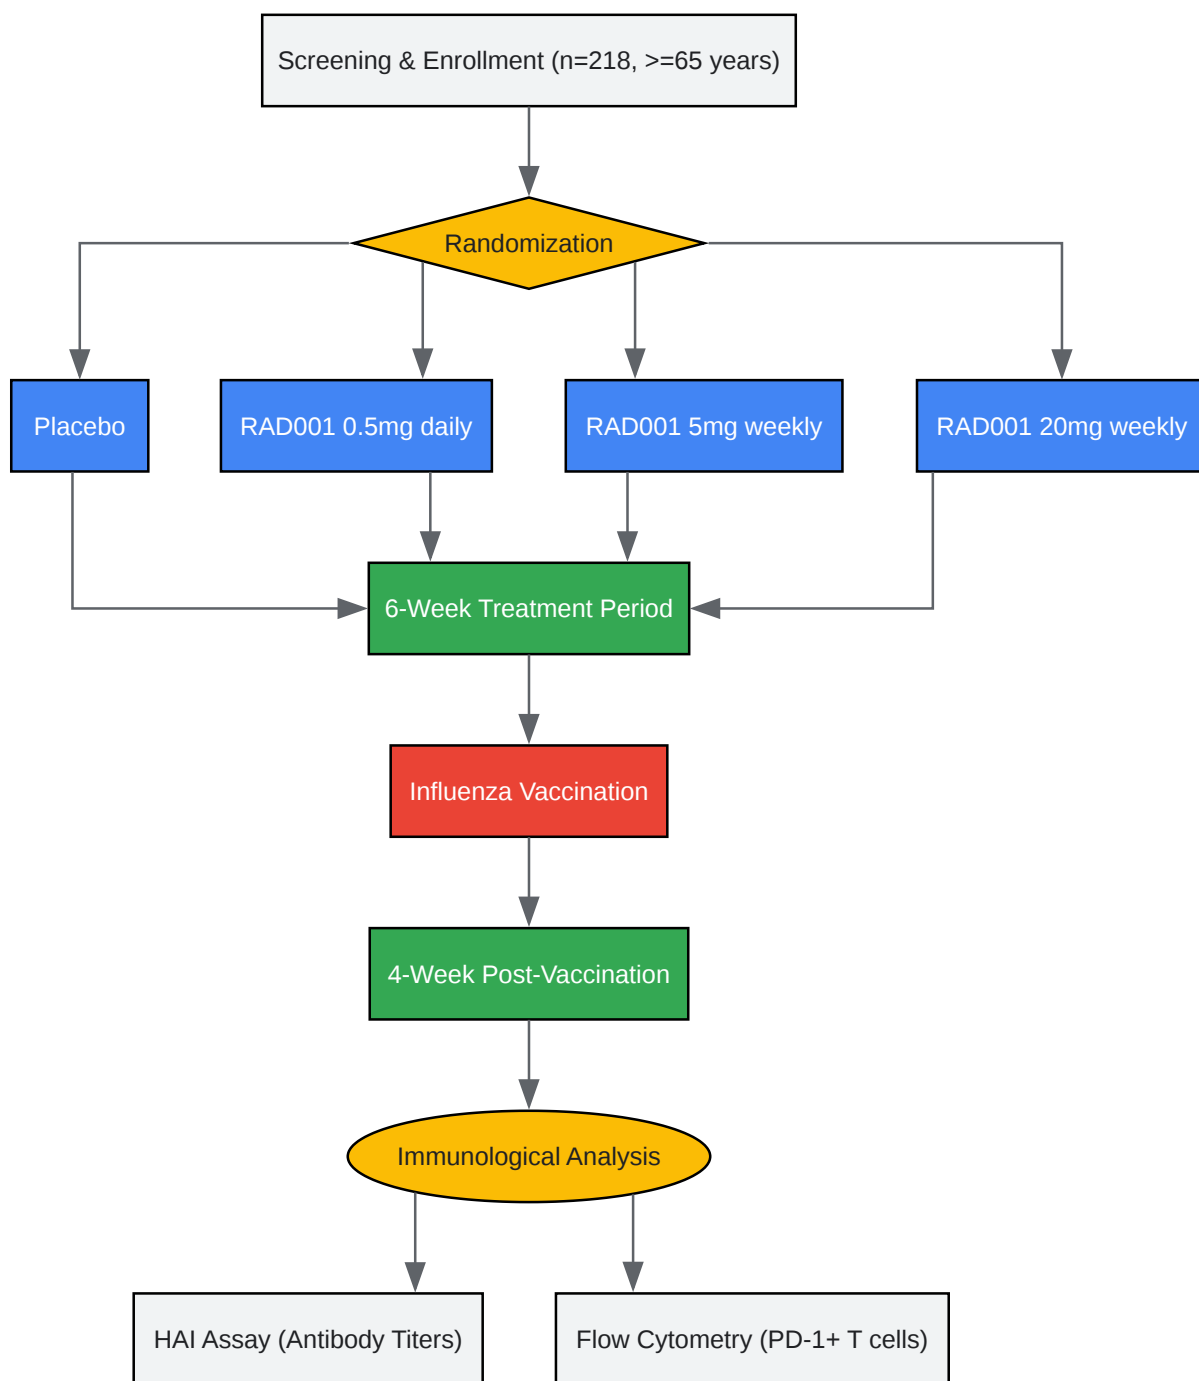 Screening & Enrollment (n=218, >=65 years)
Randomization
Placebo
RAD001 0.5mg daily
RAD001 5mg weekly
RAD001 20mg weekly
6-Week Treatment Period
Influenza Vaccination
4-Week Post-Vaccination
Immunological Analysis
HAI Assay (Antibody Titers)
Flow Cytometry (PD-1+ T cells)